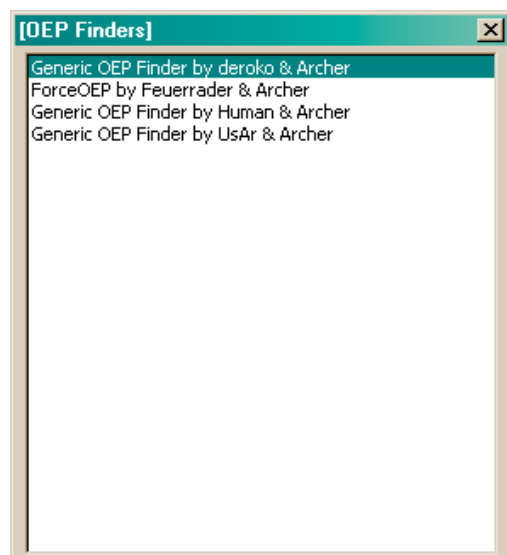 [OEP Finders]
Generic OEP Finder by deroko & Archer
ForceOEP by Feuerrader & Archer
Generic OEP Finder by Human & Archer
Generic OEP Finder by UsAr & Archer